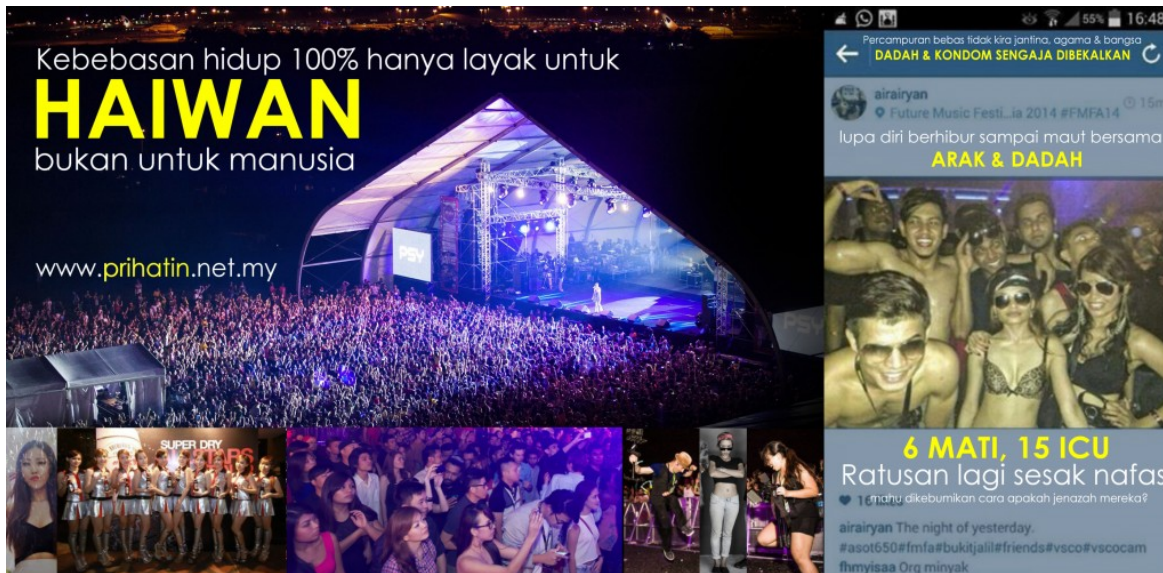 Kebebasan hidup 100% hanya layak untuk
HAIWAN
bukan untuk manusia
www.prihatin.net.my
PSY
SUPER DRY
55% 16:48
Percampuran bebas tidak kira jantina, agama & bangsa
DADAH & KONDOM SENGAJA DIBEKALKAN
airairyan
Future Music Festi...ia 2014 #FMFA14
15m
lupa diri berhibur sampai maut bersama
ARAK & DADAH
6 MATI, 15 ICU
Ratusan lagi sesak nafas
mahu dikebumikan cara apakah jenazah mereka?
airairyan The night of yesterday.
#asot650#fmfa#bukitjalil#friends#vsco#vscocam
fhmyisaa Org minyak